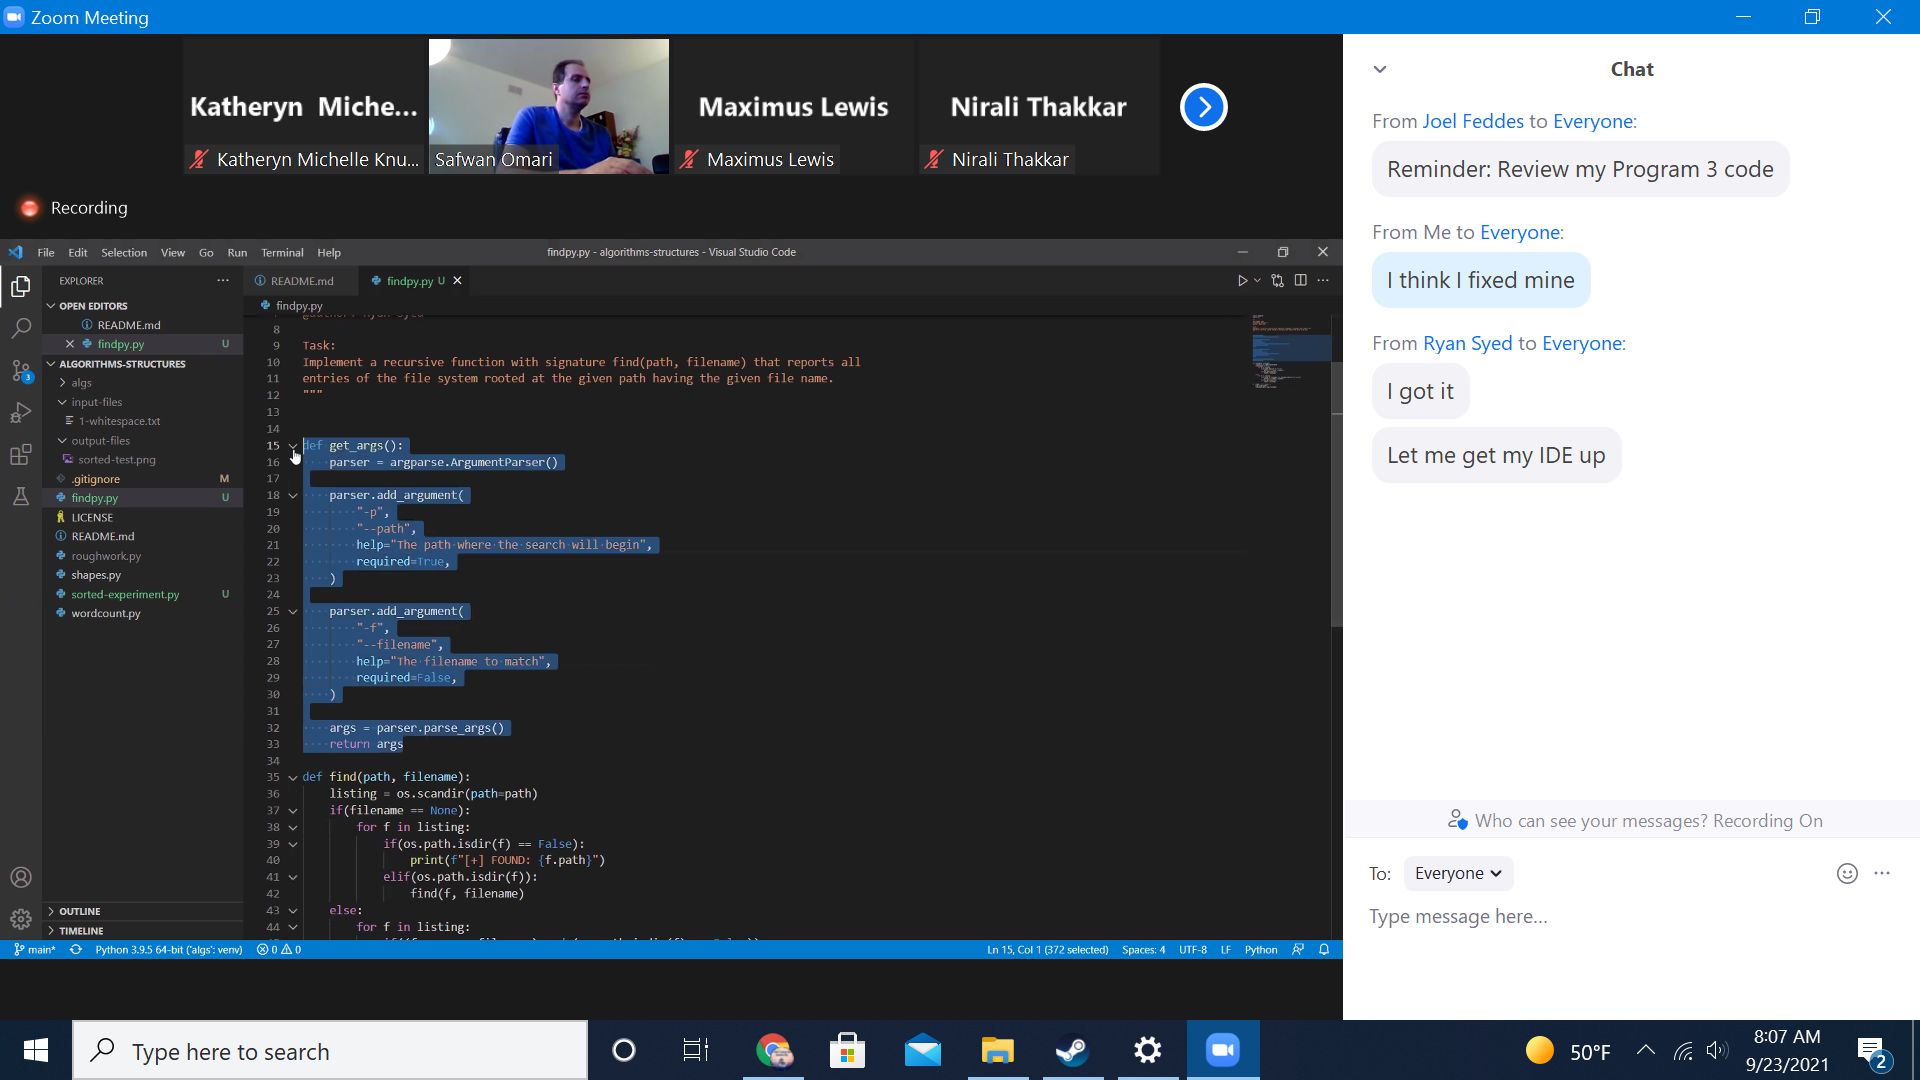 Zoom Meeting
Katheryn Miche...
Maximus Lewis
Nirali Thakkar
Katheryn Michelle Knu...
Safwan Omari
Maximus Lewis
Nirali Thakkar
Recording
File Edit Selection View Go Run Terminal Help
findpy.py - algorithms-structures - Visual Studio Code
EXPLORER
README.md
findpy.py U
OPEN EDITORS
README.md
findpy.py U
ALGORITHMS-STRUCTURES
algs
input-files
1-whitespace.txt
output-files
sorted-test.png
.gitignore M
findpy.py U
LICENSE
README.md
roughwork.py
shapes.py
sorted-experiment.py U
wordcount.py
OUTLINE
TIMELINE
3
findpy.py
8
9 Task:
10 Implement a recursive function with signature find(path, filename) that reports all
11 entries of the file system rooted at the given path having the given file name.
12 """
13
14
15 def get_args():
16 parser = argparse.ArgumentParser()
17
18 parser.add_argument(
19 "-p",
20 "--path",
21 help="The path where the search will begin",
22 required=True,
23 )
24
25 parser.add_argument(
26 "-f",
27 "--filename",
28 help="The filename to match",
29 required=False,
30 )
31
32 args = parser.parse_args()
33 return args
34
35 def find(path, filename):
36 listing = os.scandir(path=path)
37 if(filename == None):
38 for f in listing:
39 if(os.path.isdir(f) == False):
40 print(f"[+] FOUND: {f.path}")
41 elif(os.path.isdir(f)):
42 find(f, filename)
43 else:
44 for f in listing:
main* Python 3.9.5 64-bit ('algs': venv) 0 0
Ln 15, Col 1 (372 selected) Spaces: 4 UTF-8 LF Python
Chat
From Joel Feddes to Everyone:
Reminder: Review my Program 3 code
From Me to Everyone:
I think I fixed mine
From Ryan Syed to Everyone:
I got it
Let me get my IDE up
Who can see your messages? Recording On
To: Everyone
Type message here...
Type here to search
50°F
8:07 AM
9/23/2021
2